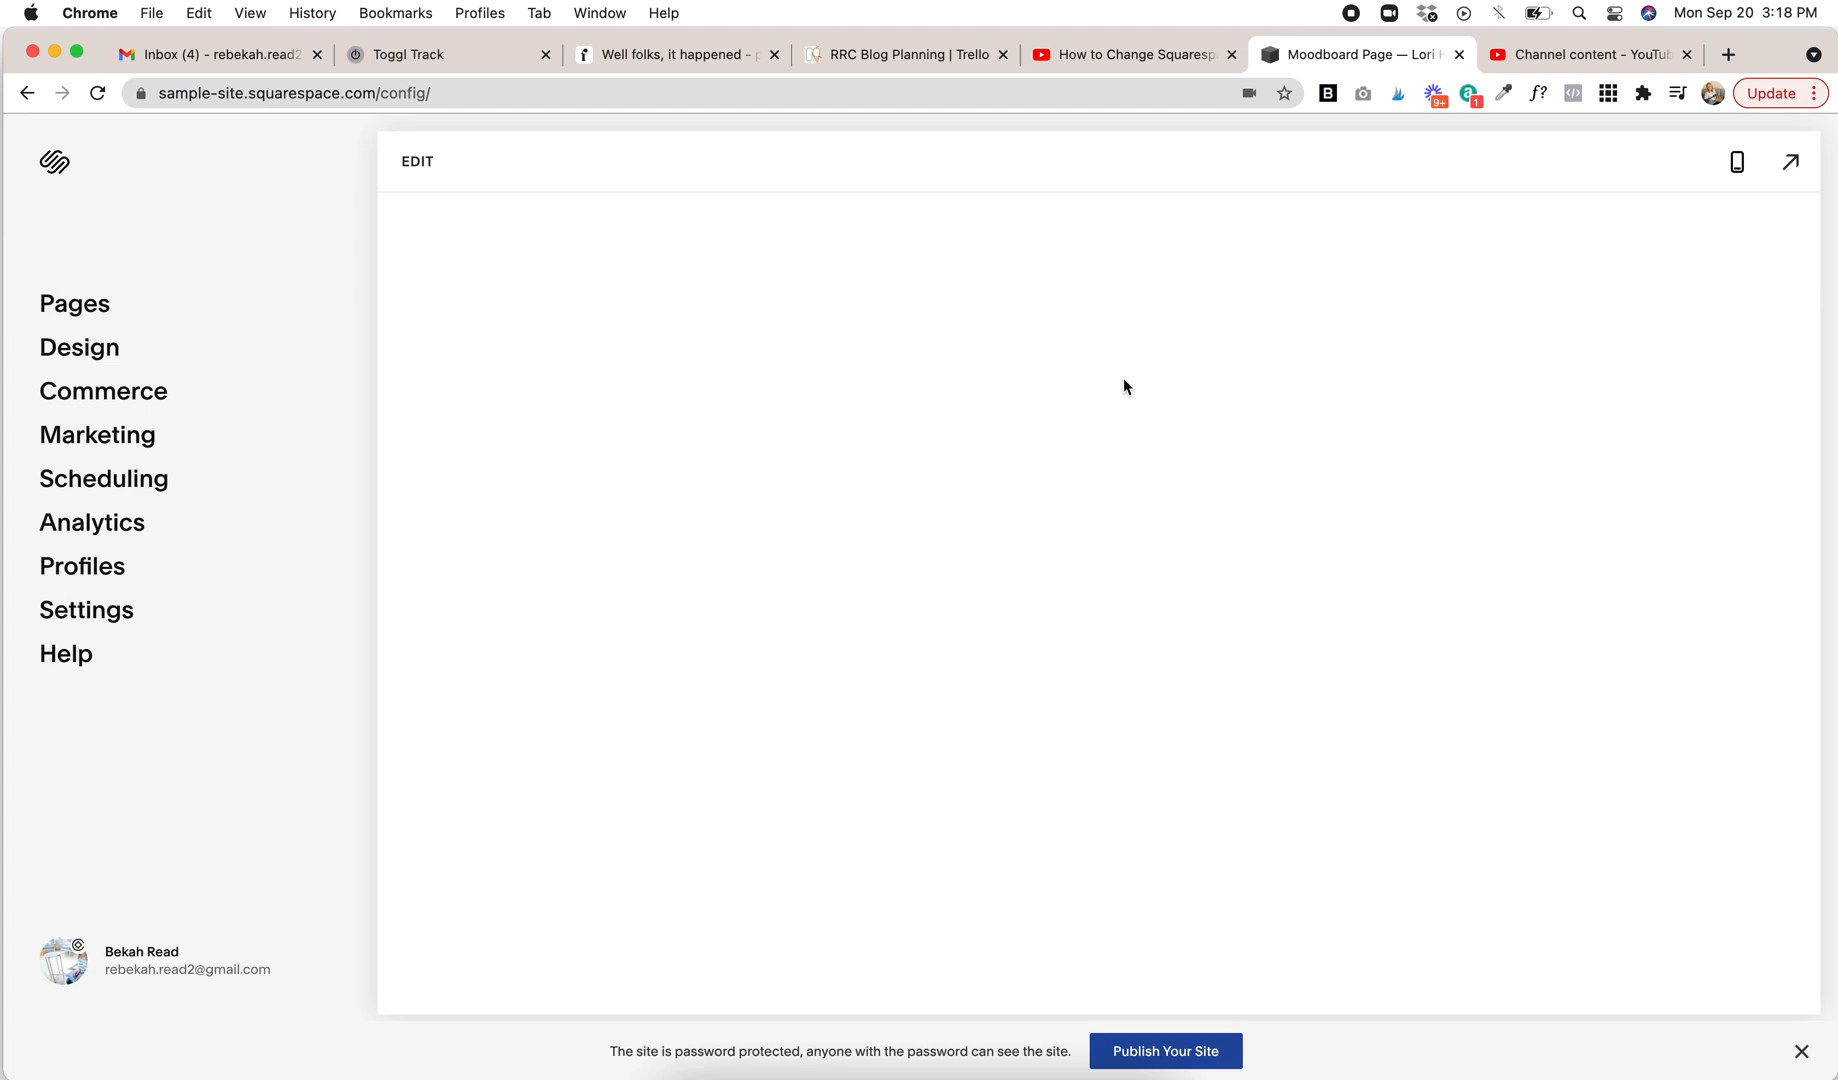 Chrome File Edit View History Bookmarks Profiles Tab Window Help Mon Sep 20 3:18 PM
Inbox (4) - rebekah.read2 Toggl Track Well folks, it happened - RRC Blog Planning | Trello How to Change Squaresp Moodboard Page — Lori Channel content - YouTub
sample-site.squarespace.com/config/ B 9+ a 1 f? Update
EDIT
Pages
Design
Commerce
Marketing
Scheduling
Analytics
Profiles
Settings
Help
Bekah Read
rebekah.read2@gmail.com
The site is password protected, anyone with the password can see the site. Publish Your Site